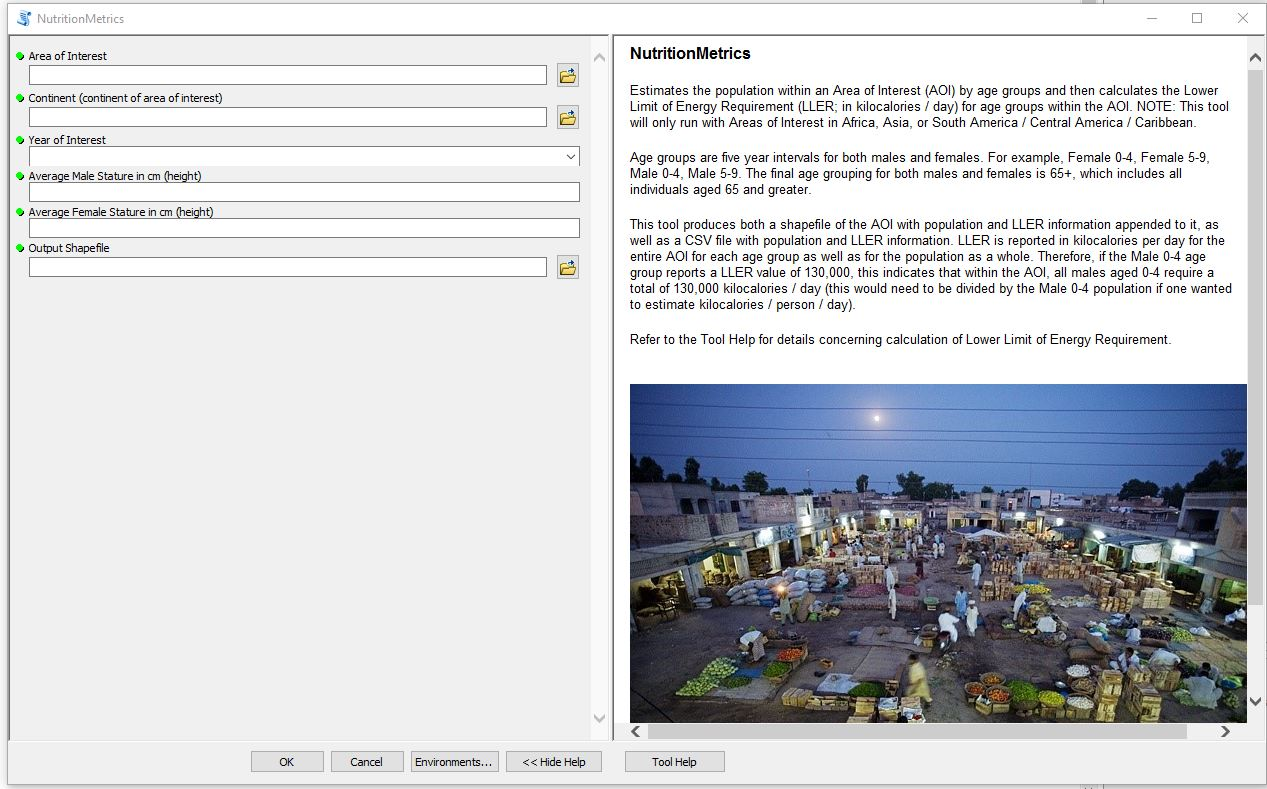 NutritionMetrics
Area of Interest
Continent (continent of area of interest)
Year of Interest
Average Male Stature in cm (height)
Average Female Stature in cm (height)
Output Shapefile
NutritionMetrics
Estimates the population within an Area of Interest (AOI) by age groups and then calculates the Lower
Limit of Energy Requirement (LLER; in kilocalories / day) for age groups within the AOI. NOTE: This tool
will only run with Areas of Interest in Africa, Asia, or South America / Central America / Caribbean.
Age groups are five year intervals for both males and females. For example, Female 0-4, Female 5-9,
Male 0-4, Male 5-9. The final age grouping for both males and females is 65+, which includes all
individuals aged 65 and greater.
This tool produces both a shapefile of the AOI with population and LLER information appended to it, as
well as a CSV file with population and LLER information. LLER is reported in kilocalories per day for the
entire AOI for each age group as well as for the population as a whole. Therefore, if the Male 0-4 age
group reports a LLER value of 130,000, this indicates that within the AOI, all males aged 0-4 require a
total of 130,000 kilocalories / day (this would need to be divided by the Male 0-4 population if one wanted
to estimate kilocalories / person / day).
Refer to the Tool Help for details concerning calculation of Lower Limit of Energy Requirement.
OK
Cancel
Environments...
<< Hide Help
Tool Help